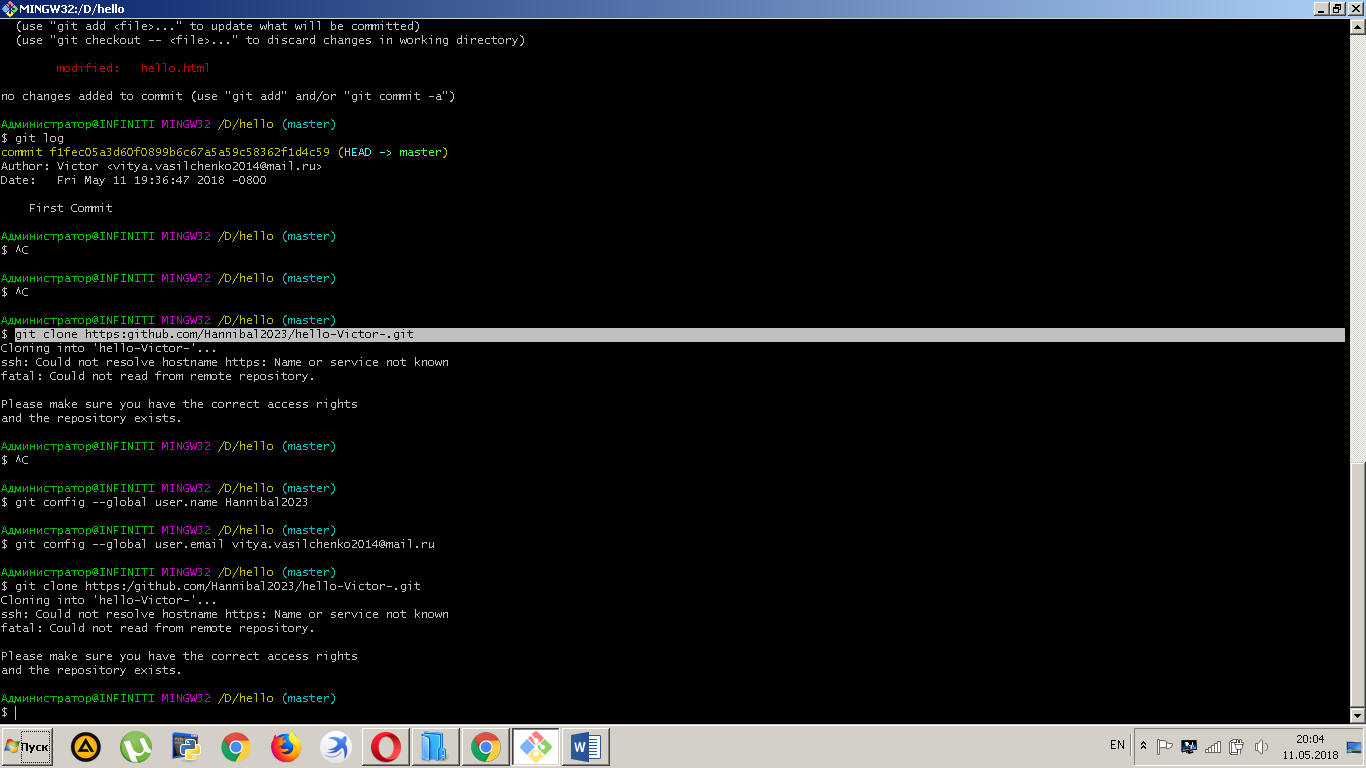 MINGW32:/D/hello
(use "git add <file>..." to update what will be committed)
(use "git checkout -- <file>..." to discard changes in working directory)
modified:   hello.html
no changes added to commit (use "git add" and/or "git commit -a")
Администратор@INFINITI MINGW32 /D/hello (master)
$ git log
commit f1fec05a3d60f0899b6c67a5a59c58362f1d4c59 (HEAD -> master)
Author: Victor <vitya.vasilchenko2014@mail.ru>
Date:   Fri May 11 19:36:47 2018 -0800
First Commit
Администратор@INFINITI MINGW32 /D/hello (master)
$ ^C
Администратор@INFINITI MINGW32 /D/hello (master)
$ ^C
Администратор@INFINITI MINGW32 /D/hello (master)
$ git clone https:github.com/Hannibal2023/hello-Victor-.git
Cloning into 'hello-Victor-'...
ssh: Could not resolve hostname https: Name or service not known
fatal: Could not read from remote repository.
Please make sure you have the correct access rights
and the repository exists.
Администратор@INFINITI MINGW32 /D/hello (master)
$ ^C
Администратор@INFINITI MINGW32 /D/hello (master)
$ git config --global user.name Hannibal2023
Администратор@INFINITI MINGW32 /D/hello (master)
$ git config --global user.email vitya.vasilchenko2014@mail.ru
Администратор@INFINITI MINGW32 /D/hello (master)
$ git clone https:/github.com/Hannibal2023/hello-Victor-.git
Cloning into 'hello-Victor-'...
ssh: Could not resolve hostname https: Name or service not known
fatal: Could not read from remote repository.
Please make sure you have the correct access rights
and the repository exists.
Администратор@INFINITI MINGW32 /D/hello (master)
$
Пуск
EN
20:04
11.05.2018